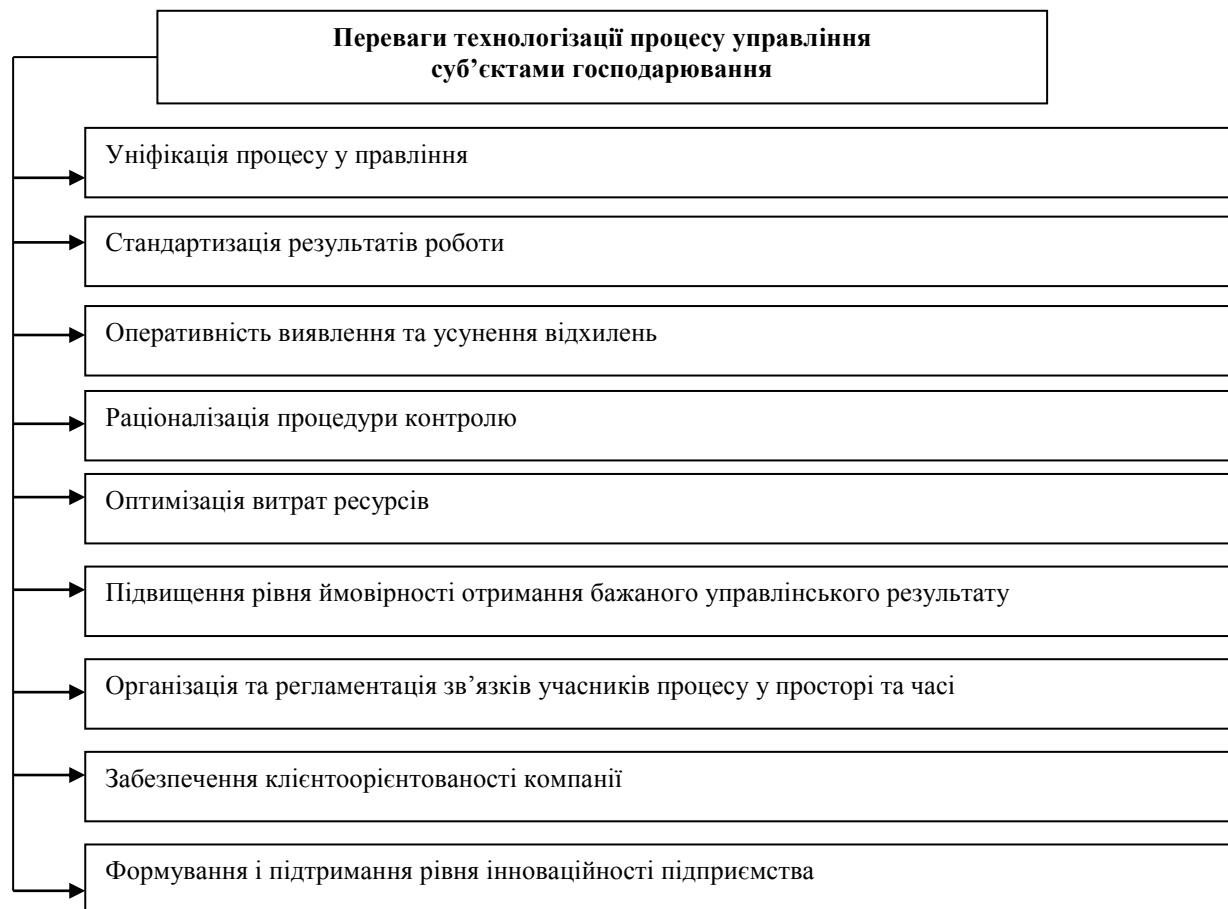 Переваги технологізації процесу управління
суб’єктами господарювання
Уніфікація процесу у правління
Стандартизація результатів роботи
Оперативність виявлення та усунення відхилень
Раціоналізація процедури контролю
Оптимізація витрат ресурсів
Підвищення рівня ймовірності отримання бажаного управлінського результату
Організація та регламентація зв’язків учасників процесу у просторі та часі
Забезпечення клієнтоорієнтованості компанії
Формування і підтримання рівня інноваційності підприємства